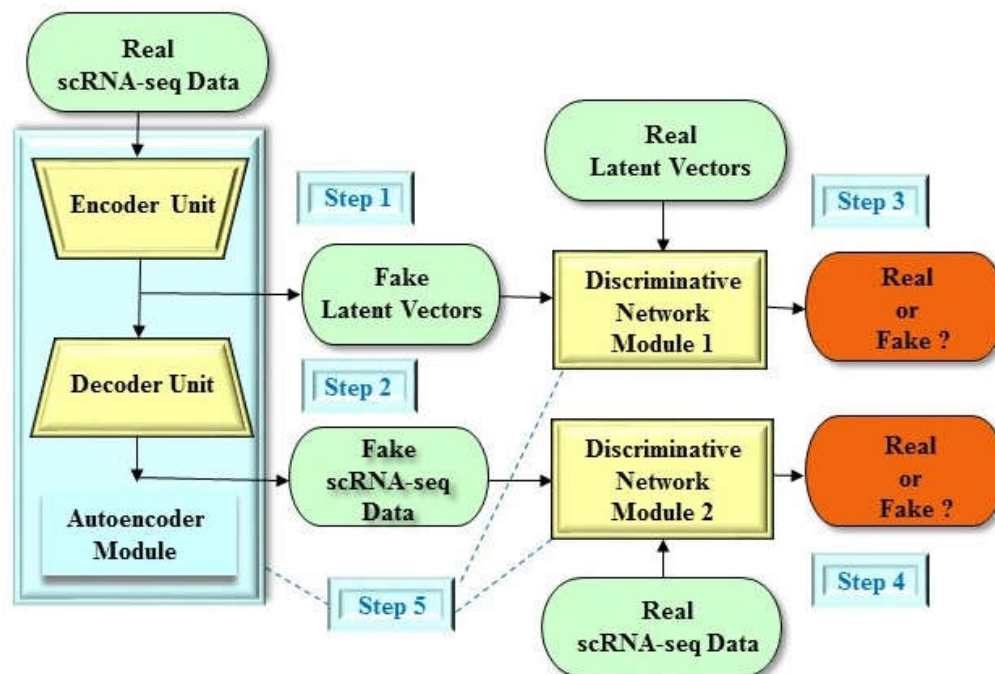 Real
scRNA-seq Data
Encoder Unit
Step 1
Real
Latent Vectors
Step 3
Fake
Latent Vectors
Discriminative
Network
Module 1
Real
or
Fake ?
Decoder Unit
Step 2
Fake
scRNA-seq
Data
Discriminative
Network
Module 2
Real
or
Fake ?
Autoencoder
Module
Step 5
Step 4
Real
scRNA-seq Data